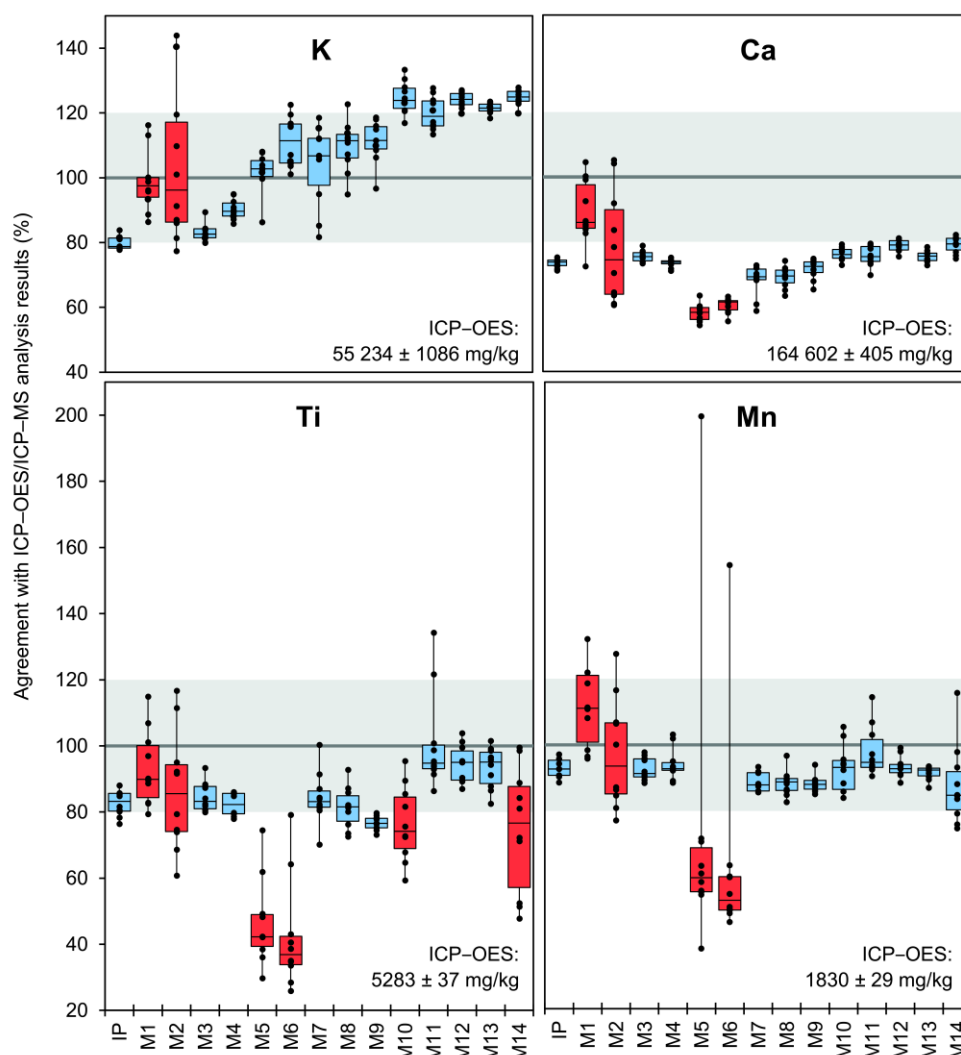 Agreement with ICP–OES/ICP–MS analysis results (%)
K
140
120
100
80
60
40
ICP–OES:
55 234 ± 1086 mg/kg
Ca
ICP–OES:
164 602 ± 405 mg/kg
Ti
200
180
160
140
120
100
80
60
40
20
ICP–OES:
5283 ± 37 mg/kg
Mn
ICP–OES:
1830 ± 29 mg/kg
IP
M1
M2
M3
M4
M5
M6
M7
M8
M9
M10
M11
M12
M13
M14
IP
M1
M2
M3
M4
M5
M6
M7
M8
M9
M10
M11
M12
M13
M14